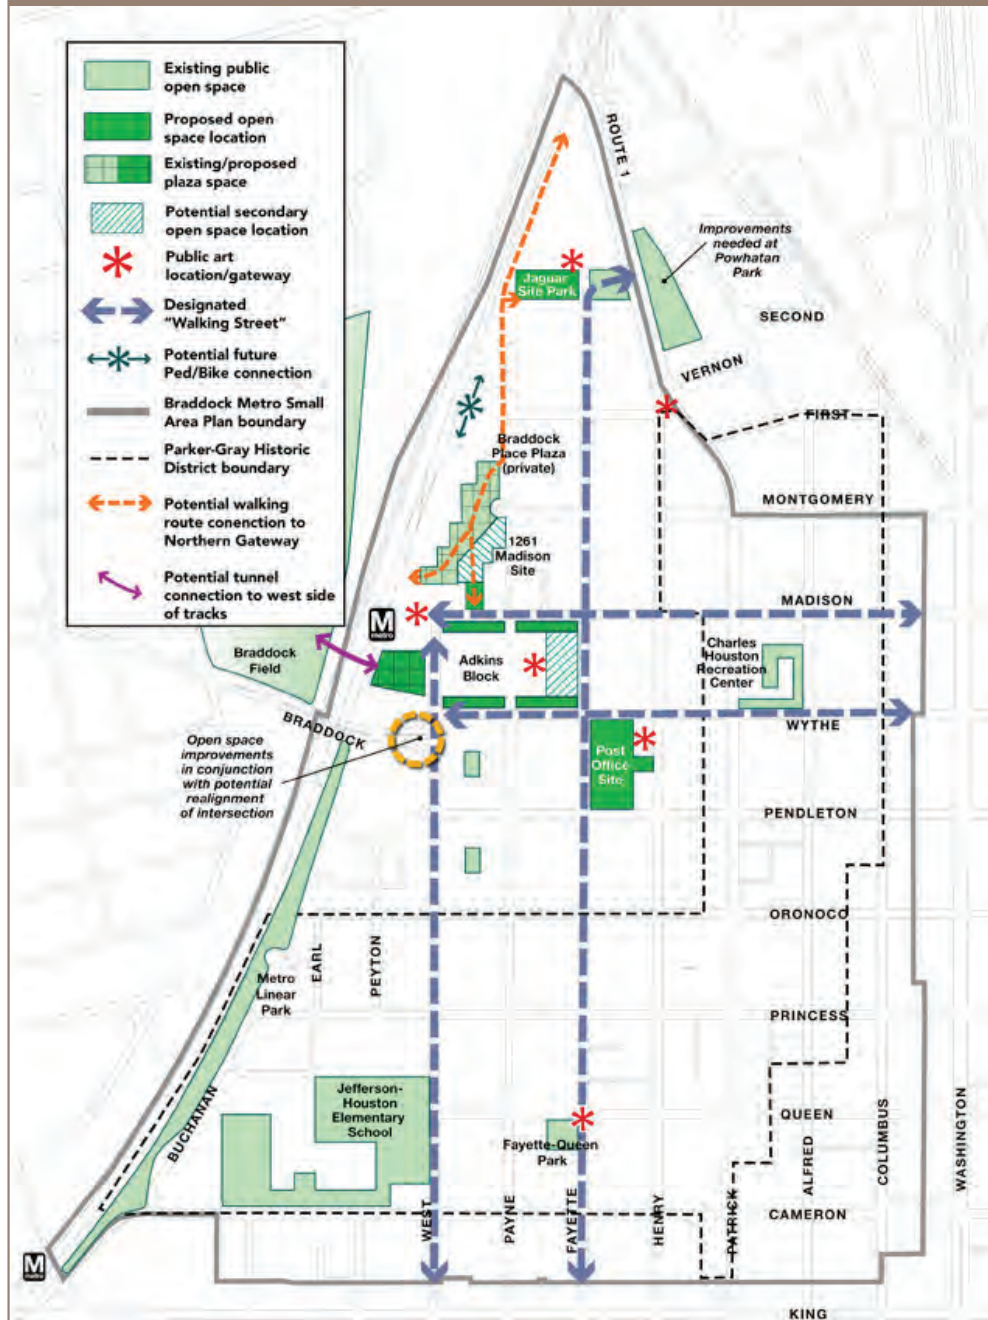 Existing public
open space
Proposed open
space location
Existing/proposed
plaza space
Potential secondary
open space location
Public art
location/gateway
Designated
"Walking Street"
Potential future
Ped/Bike connection
Braddock Metro Small
Area Plan boundary
Parker-Gray Historic
District boundary
Potential walking
route conenction to
Northern Gateway
Potential tunnel
connection to west side
of tracks
ROUTE 1
Improvements
needed at
Powhatan
Park
Jaguar
Site Park
SECOND
VERNON
FIRST
Braddock
Place Plaza
(private)
MONTGOMERY
1261
Madison
Site
MADISON
M
metro
Braddock
Field
Adkins
Block
Charles
Houston
Recreation
Center
BRADDOCK
WYTHE
Open space
improvements
in conjunction
with potential
realignment
of intersection
Post
Office
Site
PENDLETON
ORONOCO
EARL
PEYTON
Metro
Linear
Park
PRINCESS
BUCHANAN
Jefferson-
Houston
Elementary
School
QUEEN
Fayette-Queen
Park
WEST
PAYNE
FAYETTE
HENRY
PATRICK
ALFRED
COLUMBUS
WASHINGTON
CAMERON
M
metro
KING